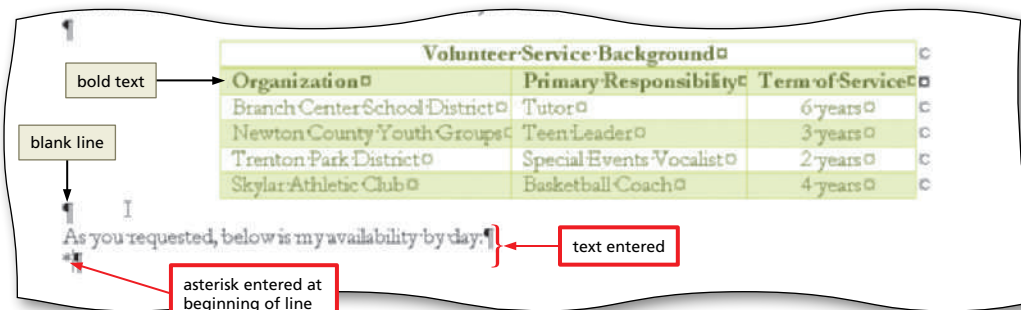 Volunteer Service Background
bold text
Organization Primary Responsibility Term of Service
Branch Center School District Tutor 6 years
blank line
Newton County Youth Groups Teen Leader 3 years
Trenton Park District Special Events Vocalist 2 years
Skylar Athletic Club Basketball Coach 4 years
As you requested, below is my availability by day:
text entered
*
asterisk entered at
beginning of line